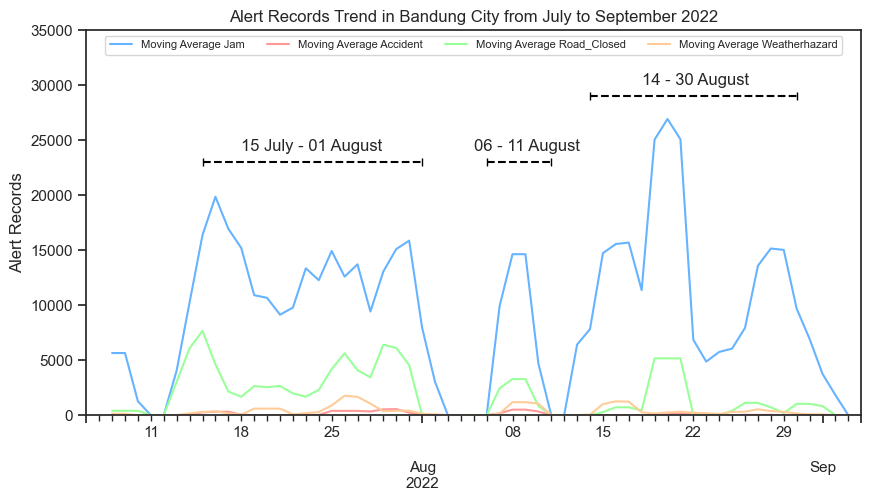 Alert Records Trend in Bandung City from July to September 2022
35000
Moving Average Jam Moving Average Accident Moving Average Road_Closed Moving Average Weatherhazard
30000
14 - 30 August
25000
15 July - 01 August
06 - 11 August
20000
Alert Records
15000
10000
5000
0
11 18 25 08 15 22 29
Aug Sep
2022